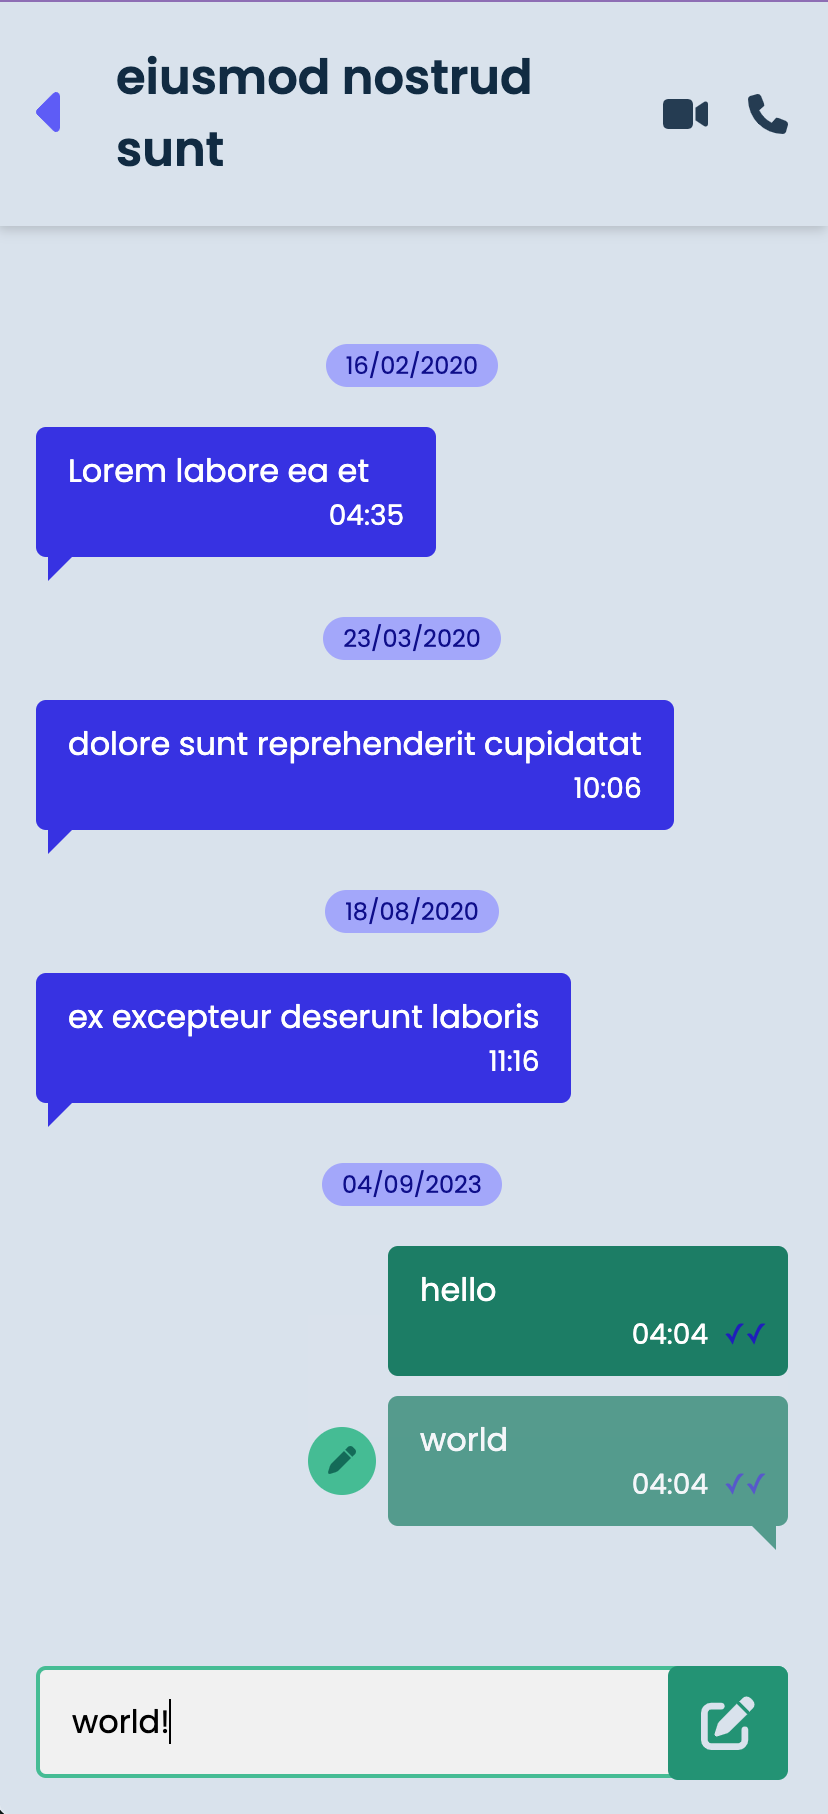 eiusmod nostrud
sunt
16/02/2020
Lorem labore ea et
04:35
23/03/2020
dolore sunt reprehenderit cupidatat
10:06
18/08/2020
ex excepteur deserunt laboris
11:16
04/09/2023
hello
04:04 ✓✓
world
04:04 ✓✓
world!